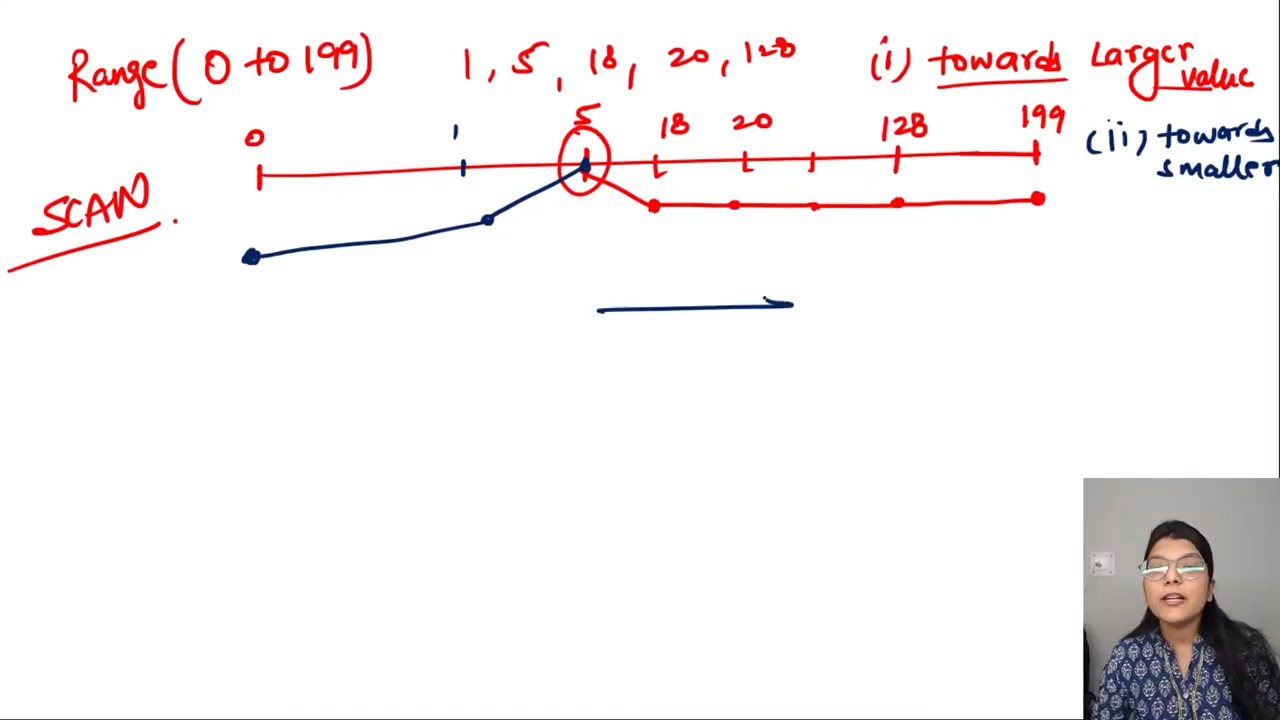 Range ( 0 to 199) 1, 5, 18, 20, 128 (i) towards Larger value
0 1 5 18 20 128 199
(ii) towards smaller
SCAN.